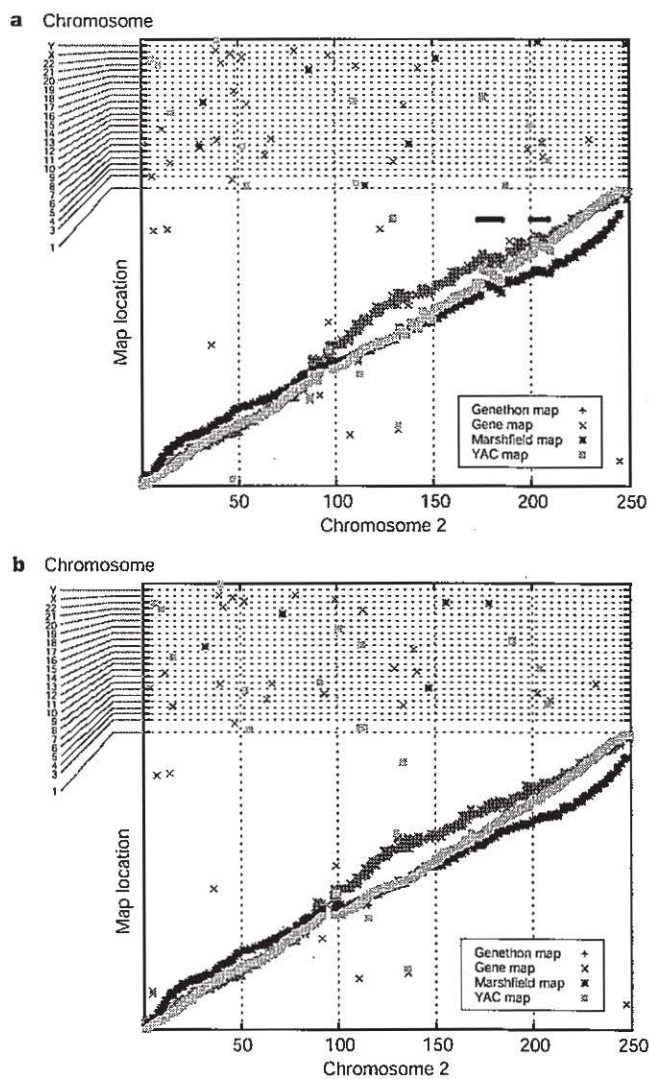 a Chromosome
Y
X
22
21
20
19
18
17
16
15
14
13
12
11
10
9
8
7
6
5
4
3
1
Map location
Genethon map
Gene map
Marshfield map
YAC map
50 100 150 200 250
Chromosome 2
b Chromosome
Y
X
22
21
20
19
18
17
16
15
14
13
12
11
10
9
8
7
6
5
4
3
1
Map location
Genethon map
Gene map
Marshfield map
YAC map
50 100 150 200 250
Chromosome 2